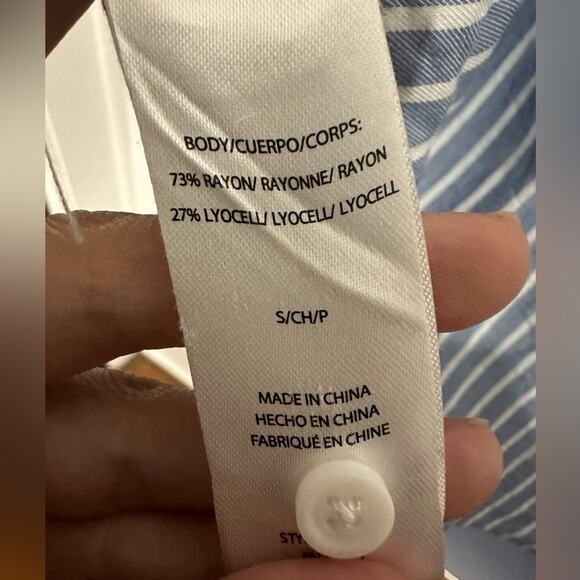 BODY/CUERPO/CORPS:
73% RAYON/ RAYONNE/ RAYON
27% LYOCELL/ LYOCELL/ LYOCELL
S/CH/P
MADE IN CHINA
HECHO EN CHINA
FABRIQUÉ EN CHINE